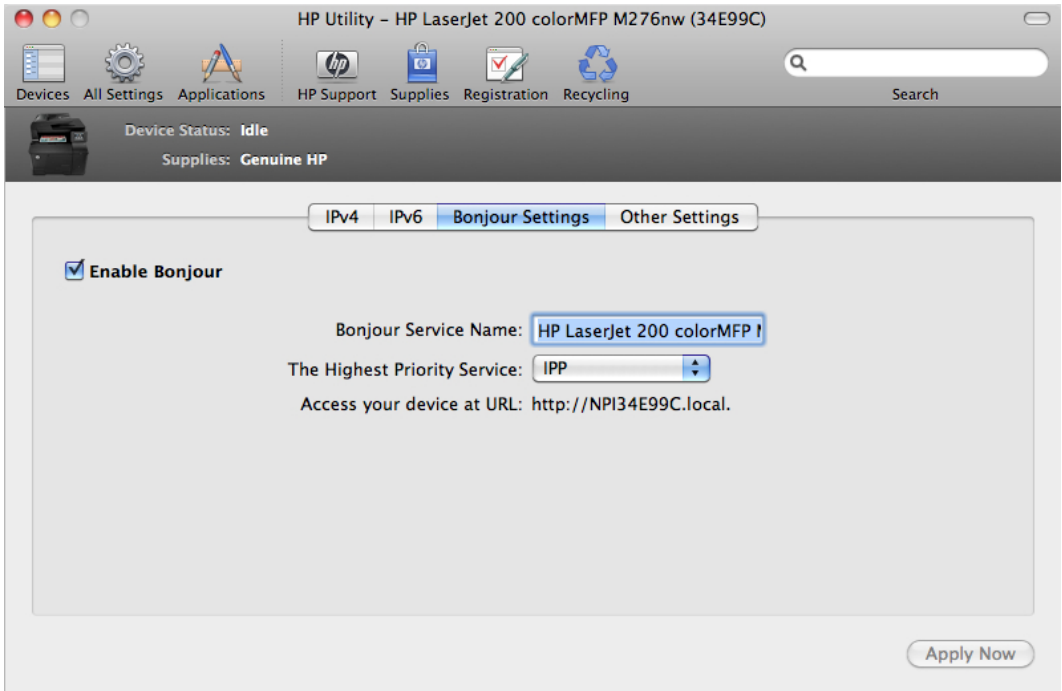 HP Utility – HP LaserJet 200 colorMFP M276nw (34E99C)
Devices All Settings Applications HP Support Supplies Registration Recycling Search
Device Status: Idle
Supplies: Genuine HP
IPv4 IPv6 Bonjour Settings Other Settings
Enable Bonjour
Bonjour Service Name: HP LaserJet 200 colorMFP
The Highest Priority Service: IPP
Access your device at URL: http://NPI34E99C.local.
Apply Now